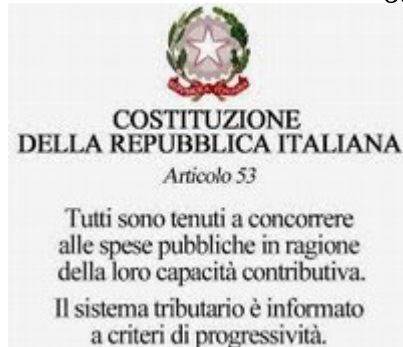 COSTITUZIONE
DELLA REPUBBLICA ITALIANA
Articolo 53
Tutti sono tenuti a concorrere
alle spese pubbliche in ragione
della loro capacità contributiva.
Il sistema tributario è informato
a criteri di progressività.